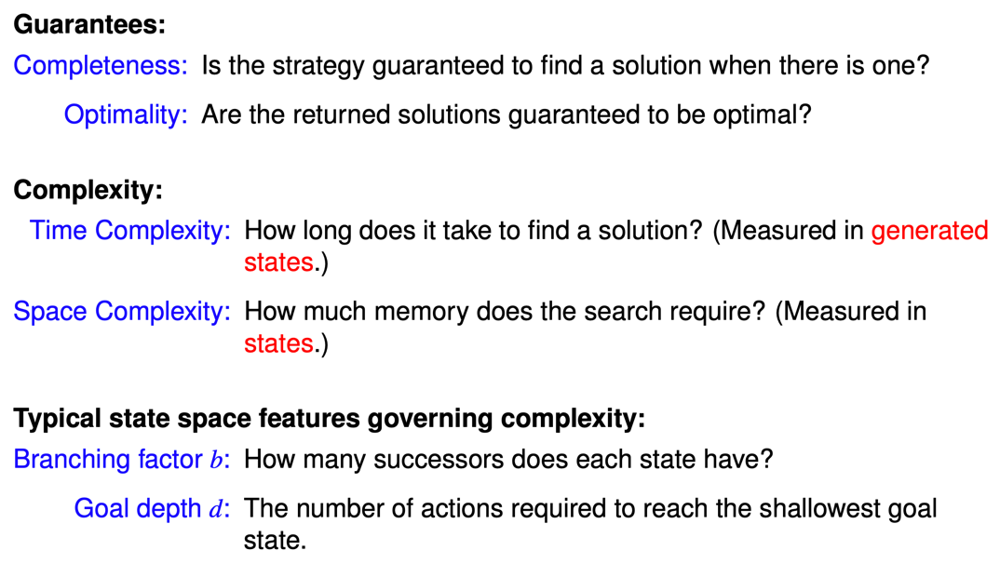 Guarantees:
Completeness: Is the strategy guaranteed to find a solution when there is one?
Optimality: Are the returned solutions guaranteed to be optimal?
Complexity:
Time Complexity: How long does it take to find a solution? (Measured in generated
states.)
Space Complexity: How much memory does the search require? (Measured in
states.)
Typical state space features governing complexity:
Branching factor b: How many successors does each state have?
Goal depth d: The number of actions required to reach the shallowest goal
state.